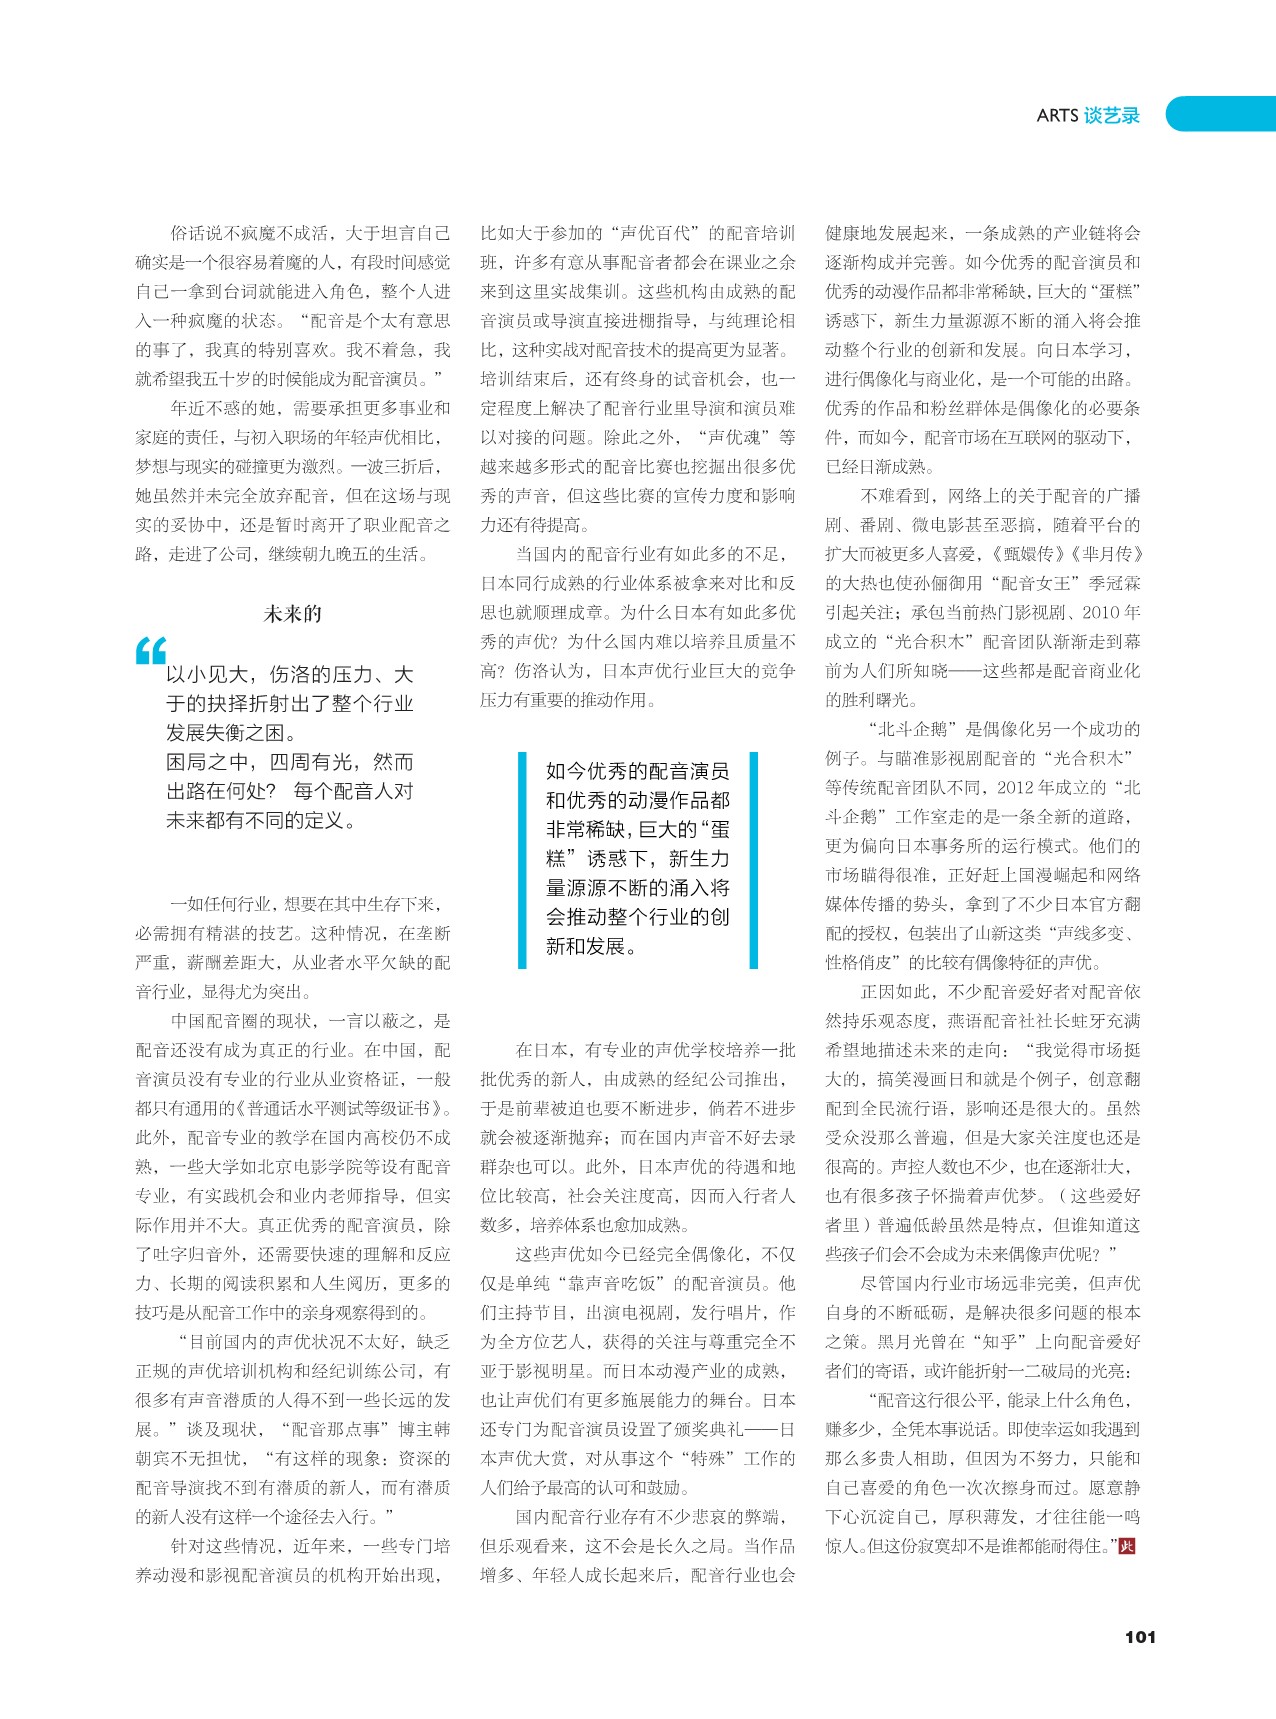 ARTS 谈艺录
俗话说不疯魔不成活，大于坦言自己
确实是一个很容易着魔的人，有段时间感觉
自己一拿到台词就能进入角色，整个人进
入一种疯魔的状态。“配音是个太有意思
的事了，我真的特别喜欢。我不着急，我
就希望我五十岁的时候能成为配音演员。”
年近不惑的她，需要承担更多事业和
家庭的责任，与初入职场的年轻声优相比，
梦想与现实的碰撞更为激烈。一波三折后，
她虽然并未完全放弃配音，但在这场与现
实的妥协中，还是暂时离开了职业配音之
路，走进了公司，继续朝九晚五的生活。
未来的
“
以小见大，伤洛的压力、大
于的抉择折射出了整个行业
发展失衡之困。
困局之中，四周有光，然而
出路在何处？ 每个配音人对
未来都有不同的定义。
一如任何行业，想要在其中生存下来，
必需拥有精湛的技艺。这种情况，在垄断
严重，薪酬差距大，从业者水平欠缺的配
音行业，显得尤为突出。
中国配音圈的现状，一言以蔽之，是
配音还没有成为真正的行业。在中国，配
音演员没有专业的行业从业资格证，一般
都只有通用的《普通话水平测试等级证书》。
此外，配音专业的教学在国内高校仍不成
熟，一些大学如北京电影学院等设有配音
专业，有实践机会和业内老师指导，但实
际作用并不大。真正优秀的配音演员，除
了吐字归音外，还需要快速的理解和反应
力、长期的阅读积累和人生阅历，更多的
技巧是从配音工作中的亲身观察得到的。
“目前国内的声优状况不太好，缺乏
正规的声优培训机构和经纪训练公司，有
很多有声音潜质的人得不到一些长远的发
展。”谈及现状，“配音那点事”博主韩
朝宾不无担忧，“有这样的现象：资深的
配音导演找不到有潜质的新人，而有潜质
的新人没有这样一个途径去入行。”
针对这些情况，近年来，一些专门培
养动漫和影视配音演员的机构开始出现，
比如大于参加的“声优百代”的配音培训
班，许多有意从事配音者都会在课业之余
来到这里实战集训。这些机构由成熟的配
音演员或导演直接进棚指导，与纯理论相
比，这种实战对配音技术的提高更为显著。
培训结束后，还有终身的试音机会，也一
定程度上解决了配音行业里导演和演员难
以对接的问题。除此之外，“声优魂”等
越来越多形式的配音比赛也挖掘出很多优
秀的声音，但这些比赛的宣传力度和影响
力还有待提高。
当国内的配音行业有如此多的不足，
日本同行成熟的行业体系被拿来对比和反
思也就顺理成章。为什么日本有如此多优
秀的声优？为什么国内难以培养且质量不
高？伤洛认为，日本声优行业巨大的竞争
压力有重要的推动作用。
如今优秀的配音演员
和优秀的动漫作品都
非常稀缺，巨大的“蛋
糕”诱惑下，新生力
量源源不断的涌入将
会推动整个行业的创
新和发展。
在日本，有专业的声优学校培养一批
批优秀的新人，由成熟的经纪公司推出，
于是前辈被迫也要不断进步，倘若不进步
就会被逐渐抛弃；而在国内声音不好去录
群杂也可以。此外，日本声优的待遇和地
位比较高，社会关注度高，因而入行者人
数多，培养体系也愈加成熟。
这些声优如今已经完全偶像化，不仅
仅是单纯“靠声音吃饭”的配音演员。他
们主持节目，出演电视剧，发行唱片，作
为全方位艺人，获得的关注与尊重完全不
亚于影视明星。而日本动漫产业的成熟，
也让声优们有更多施展能力的舞台。日本
还专门为配音演员设置了颁奖典礼——日
本声优大赏，对从事这个“特殊”工作的
人们给予最高的认可和鼓励。
国内配音行业存有不少悲哀的弊端，
但乐观看来，这不会是长久之局。当作品
增多、年轻人成长起来后，配音行业也会
健康地发展起来，一条成熟的产业链将会
逐渐构成并完善。如今优秀的配音演员和
优秀的动漫作品都非常稀缺，巨大的“蛋糕”
诱惑下，新生力量源源不断的涌入将会推
动整个行业的创新和发展。向日本学习，
进行偶像化与商业化，是一个可能的出路。
优秀的作品和粉丝群体是偶像化的必要条
件，而如今，配音市场在互联网的驱动下，
已经日渐成熟。
不难看到，网络上的关于配音的广播
剧、番剧、微电影甚至恶搞，随着平台的
扩大而被更多人喜爱，《甄嬛传》《芈月传》
的大热也使孙俪御用“配音女王”季冠霖
引起关注；承包当前热门影视剧、2010 年
成立的“光合积木”配音团队渐渐走到幕
前为人们所知晓——这些都是配音商业化
的胜利曙光。
“北斗企鹅”是偶像化另一个成功的
例子。与瞄准影视剧配音的“光合积木”
等传统配音团队不同，2012 年成立的“北
斗企鹅”工作室走的是一条全新的道路，
更为偏向日本事务所的运行模式。他们的
市场瞄得很准，正好赶上国漫崛起和网络
媒体传播的势头，拿到了不少日本官方翻
配的授权，包装出了山新这类“声线多变、
性格俏皮”的比较有偶像特征的声优。
正因如此，不少配音爱好者对配音依
然持乐观态度，燕语配音社社长蛀牙充满
希望地描述未来的走向：“我觉得市场挺
大的，搞笑漫画日和就是个例子，创意翻
配到全民流行语，影响还是很大的。虽然
受众没那么普遍，但是大家关注度也还是
很高的。声控人数也不少，也在逐渐壮大，
也有很多孩子怀揣着声优梦。（这些爱好
者里）普遍低龄虽然是特点，但谁知道这
些孩子们会不会成为未来偶像声优呢？”
尽管国内行业市场远非完美，但声优
自身的不断砥砺，是解决很多问题的根本
之策。黑月光曾在“知乎”上向配音爱好
者们的寄语，或许能折射一二破局的光亮：
“配音这行很公平，能录上什么角色，
赚多少，全凭本事说话。即使幸运如我遇到
那么多贵人相助，但因为不努力，只能和
自己喜爱的角色一次次擦身而过。愿意静
下心沉淀自己，厚积薄发，才往往能一鸣
惊人。但这份寂寞却不是谁都能耐得住。”此
101